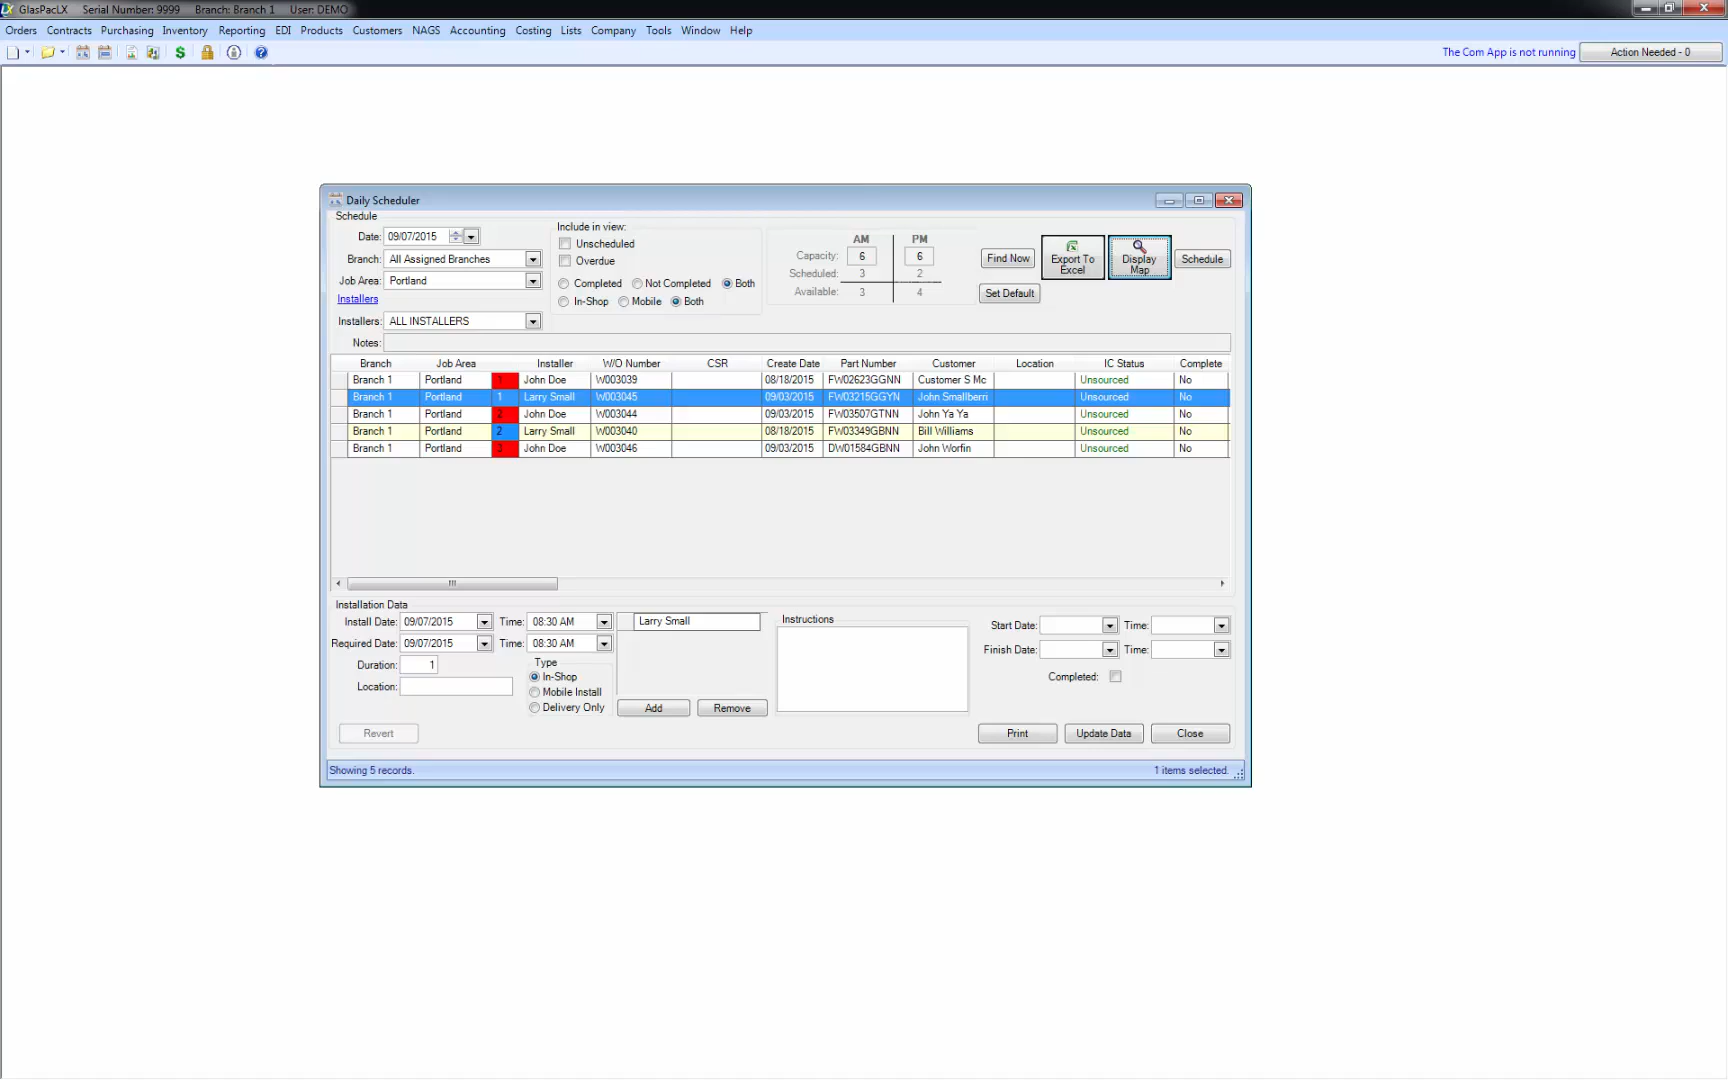 GlasPacLX Serial Number: 9999 Branch: Branch 1 User: DEMO
Orders Contracts Purchasing Inventory Reporting EDI Products Customers NAGS Accounting Costing Lists Company Tools Window Help
The Com App is not running Action Needed - 0
Daily Scheduler
Schedule
Date: 09/07/2015
Branch: All Assigned Branches
Job Area: Portland
Installers
Installers: ALL INSTALLERS
Notes:
Include in view:
Unscheduled
Overdue
Completed Not Completed Both
In-Shop Mobile Both
AM PM
Capacity: 6 6
Scheduled: 3 2
Available: 3 4
Find Now
Set Default
Export To Excel
Display Map
Schedule
Branch Job Area Installer W/O Number CSR Create Date Part Number Customer Location IC Status Complete
Branch 1 Portland 1 John Doe W003039 08/18/2015 FW02623GGNN Customer S Mc Unsourced No
Branch 1 Portland 1 Larry Small W003045 09/03/2015 FW03215GGYN John Smallberri Unsourced No
Branch 1 Portland 2 John Doe W003044 09/03/2015 FW03507GTNN John Ya Ya Unsourced No
Branch 1 Portland 2 Larry Small W003040 08/18/2015 FW03349GBNN Bill Williams Unsourced No
Branch 1 Portland 3 John Doe W003046 09/03/2015 DW01584GBNN John Worfin Unsourced No
Installation Data
Install Date: 09/07/2015 Time: 08:30 AM
Required Date: 09/07/2015 Time: 08:30 AM
Duration: 1
Location:
Type
In-Shop
Mobile Install
Delivery Only
Larry Small
Add Remove
Instructions
Start Date: Time:
Finish Date: Time:
Completed:
Revert Print Update Data Close
Showing 5 records. 1 items selected.